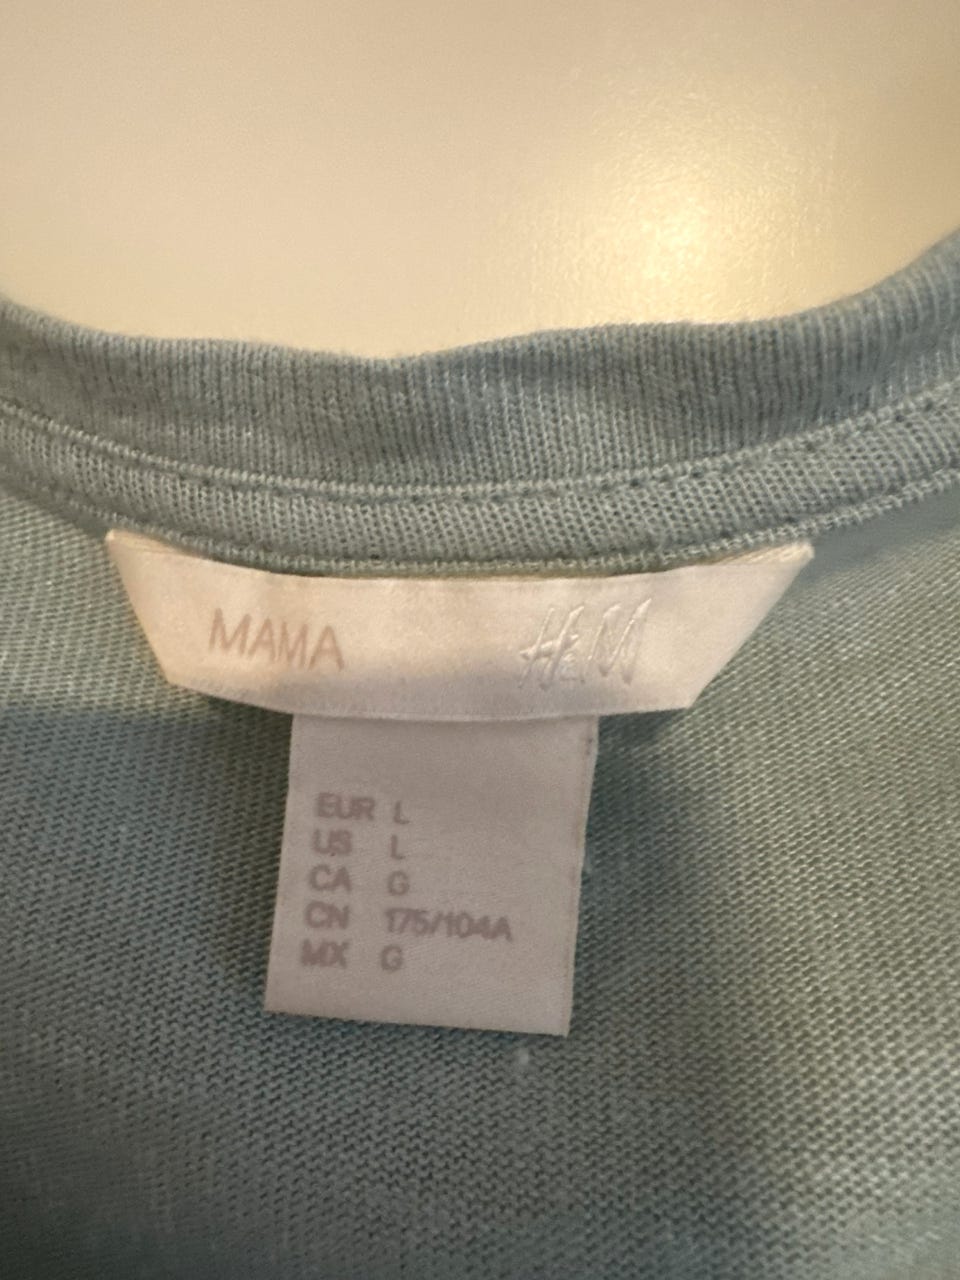 MAMA H&M
EUR L
US L
CA G
CN 175/104A
MX G